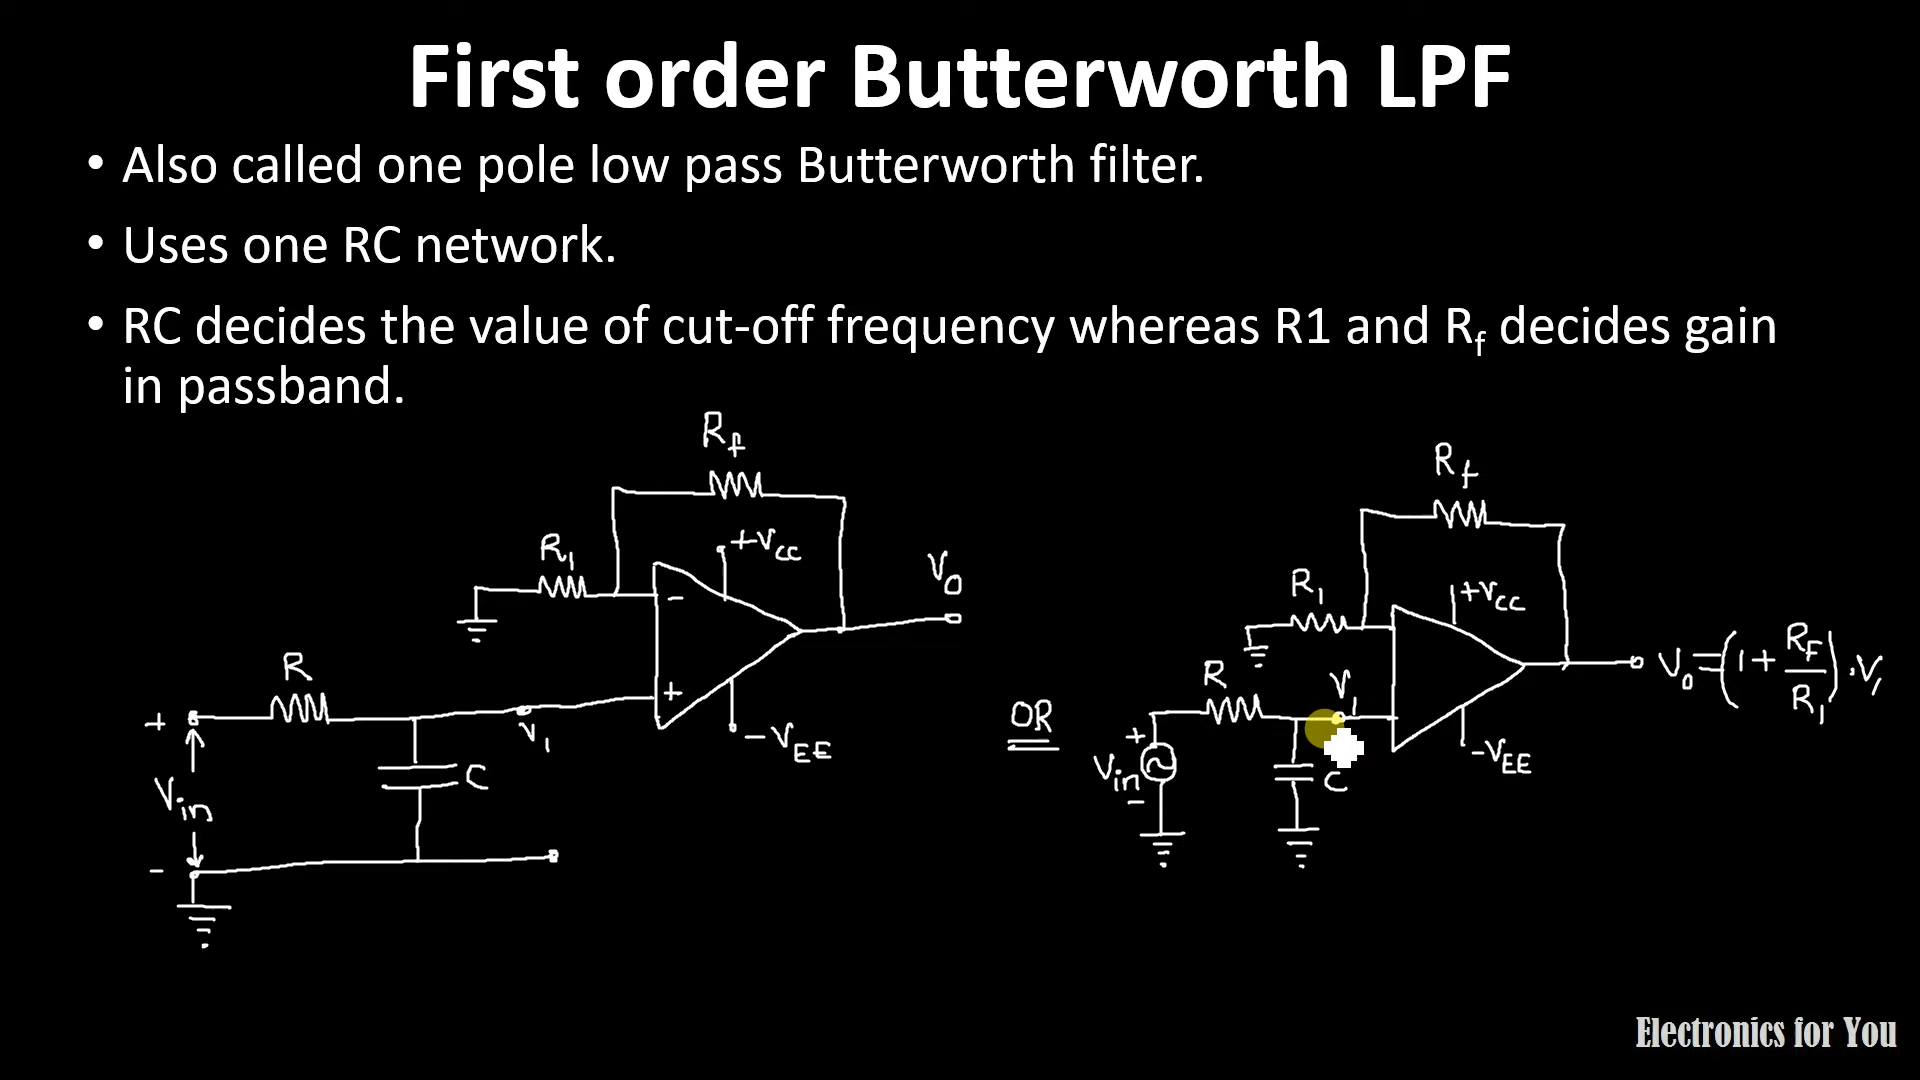 First order Butterworth LPF
• Also called one pole low pass Butterworth filter.
• Uses one RC network.
• RC decides the value of cut-off frequency whereas R1 and Rf decides gain
in passband.
Rf
+VCC
R1
-
Vo
R
+
+
V1
-VEE
C
Vin
-
OR
Rf
R1
+VCC
R
V1
Vo=(1+RF/R1).V1
+
Vin
-
C
-VEE
Electronics for You